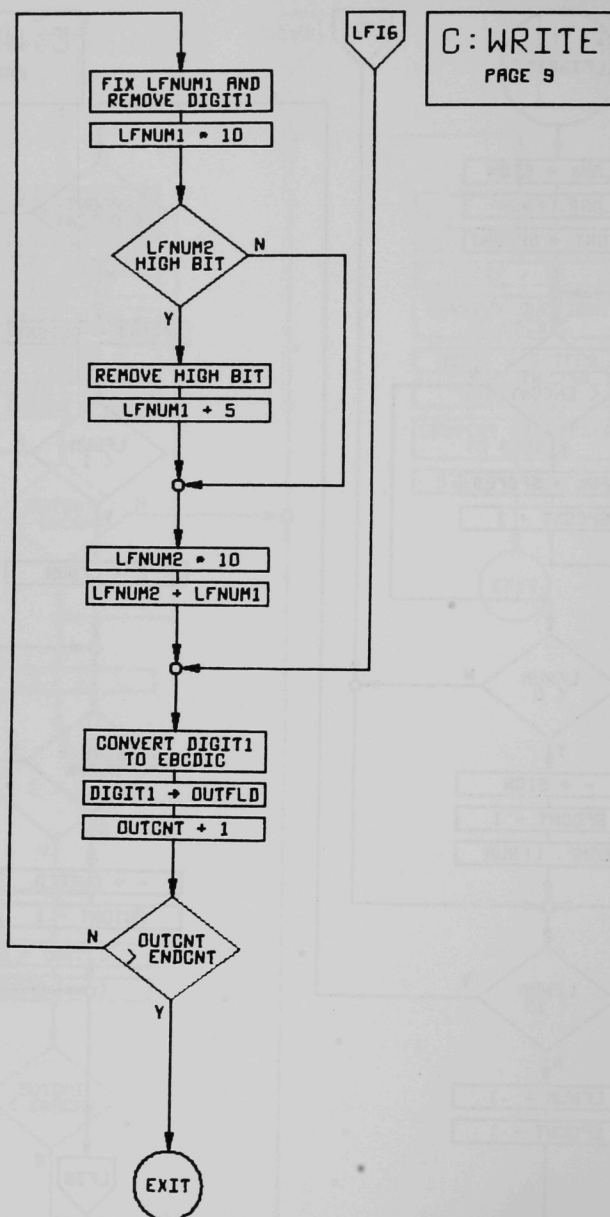 LFI6
C: WRITE
PAGE 9
FIX LFNUM1 AND
REMOVE DIGIT1
LFNUM1 * 10
LFNUM2
HIGH BIT
N
Y
REMOVE HIGH BIT
LFNUM1 + 5
LFNUM2 * 10
LFNUM2 + LFNUM1
CONVERT DIGIT1
TO EBCDIC
DIGIT1 → OUTFLD
OUTCNT + 1
N
OUTCNT
> ENDCNT
Y
EXIT